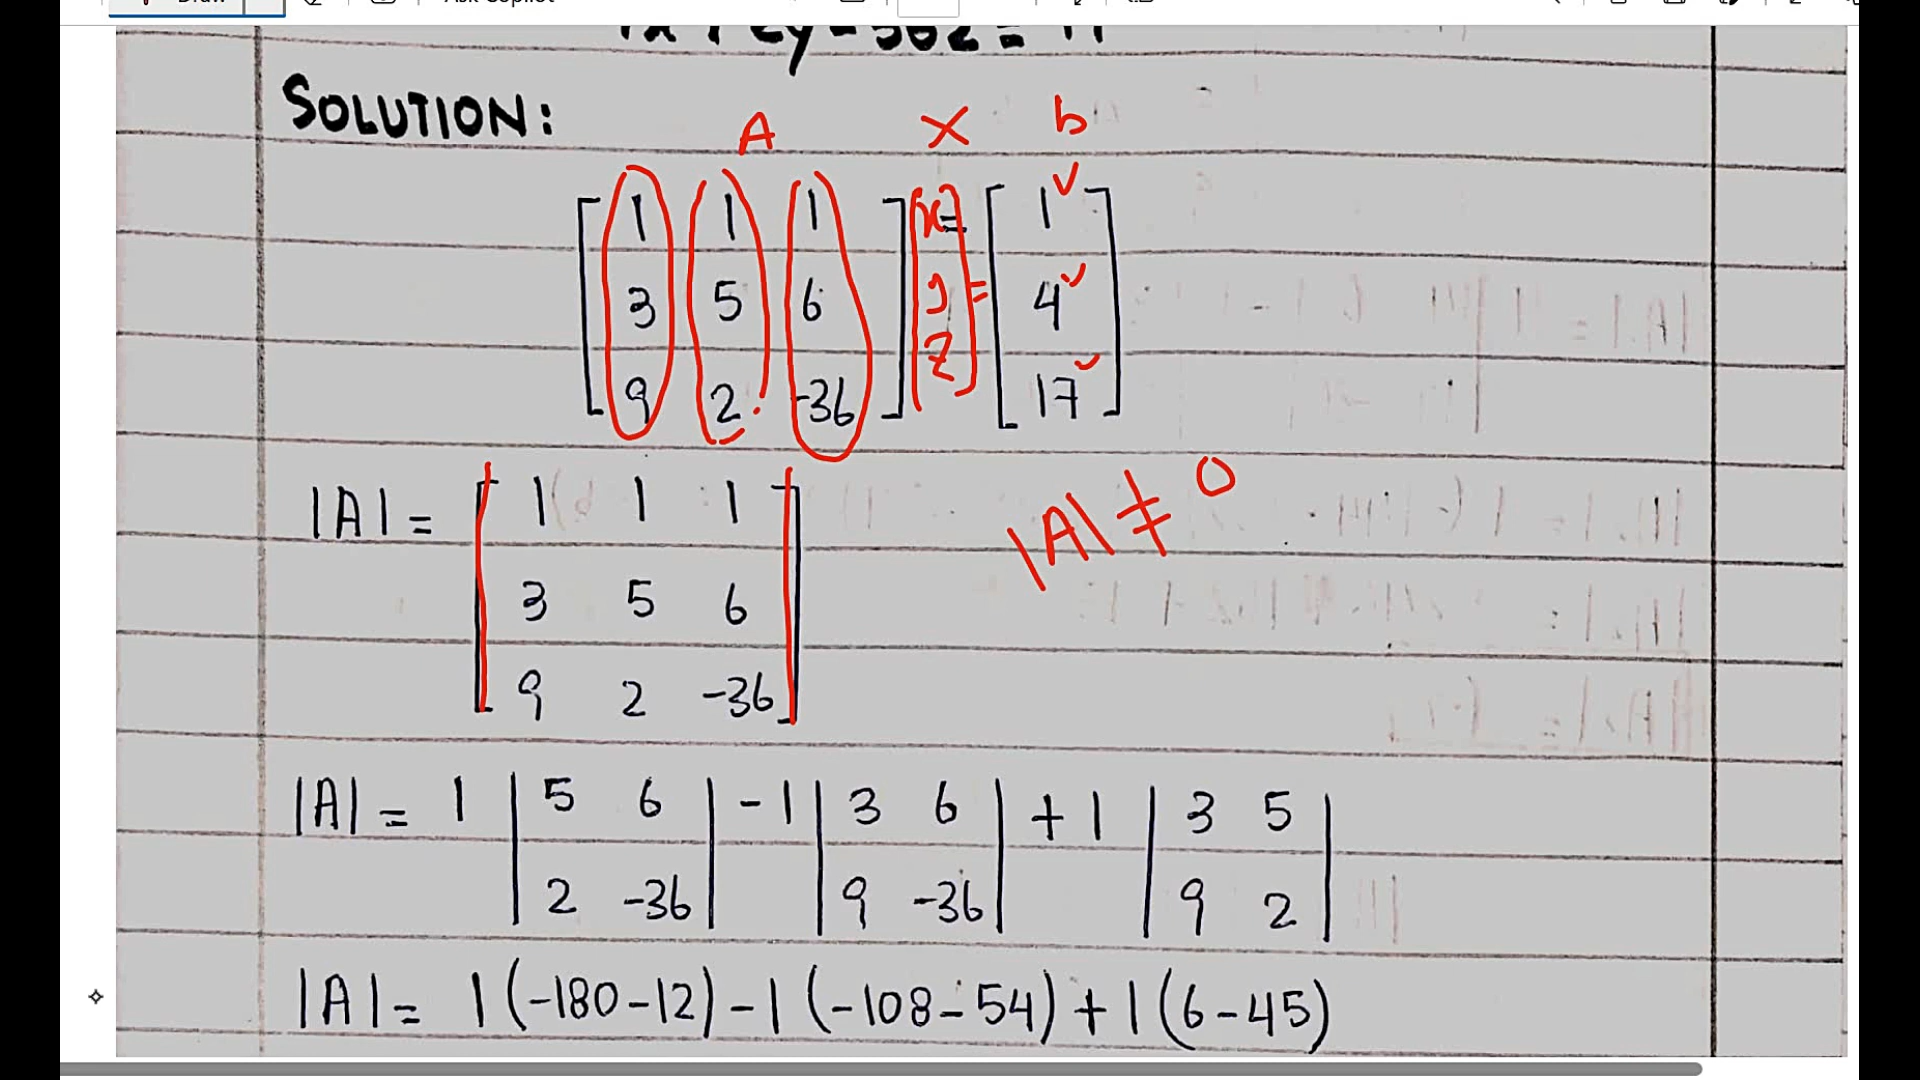 SOLUTION:
A X b
[ 1 1 1 ] [ x ] = [ 1 ]
[ 3 5 6 ] [ y ] = [ 4 ]
[ 9 2 -36 ] [ z ] [ 17 ]
|A| = [ 1 1 1 ]
[ 3 5 6 ]
[ 9 2 -36 ]
|A| ≠ 0
|A| = 1 | 5 6 | - 1 | 3 6 | + 1 | 3 5 |
| 2 -36 | | 9 -36 | | 9 2 |
|A| = 1 (-180-12) - 1 (-108-54) + 1 (6-45)